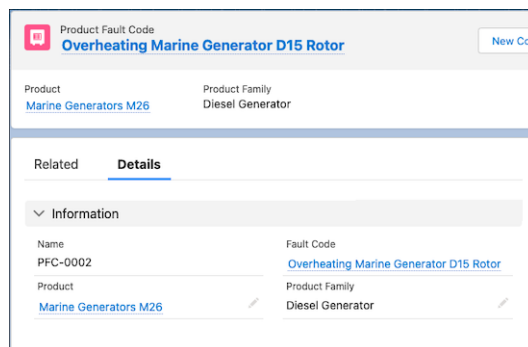 Product Fault Code
Overheating Marine Generator D15 Rotor
New
Product
Product Family
Marine Generators M26
Diesel Generator
Related
Details
Information
Name
Fault Code
PFC-0002
Overheating Marine Generator D15 Rotor
Product
Product Family
Marine Generators M26
Diesel Generator